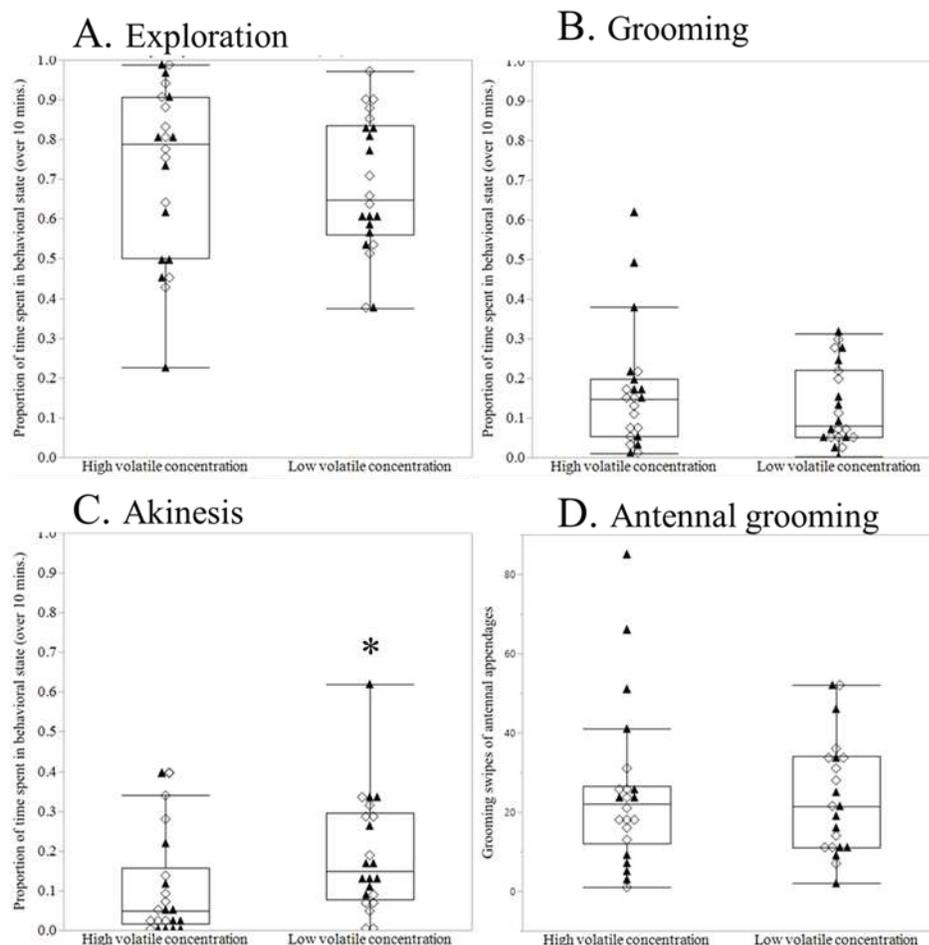 A. Exploration
B. Grooming
Proportion of time spent in behavioral state (over 10 mins.)
1.0
0.9
0.8
0.7
0.6
0.5
0.4
0.3
0.2
0.1
0.0
High volatile concentration
Low volatile concentration
Proportion of time spent in behavioral state (over 10 mins.)
1.0
0.9
0.8
0.7
0.6
0.5
0.4
0.3
0.2
0.1
0.0
High volatile concentration
Low volatile concentration
C. Akinesis
D. Antennal grooming
Proportion of time spent in behavioral state (over 10 mins.)
1.0
0.9
0.8
0.7
0.6
0.5
0.4
0.3
0.2
0.1
0.0
*
High volatile concentration
Low volatile concentration
Grooming swipes of antennal appendages
80
60
40
20
0
High volatile concentration
Low volatile concentration